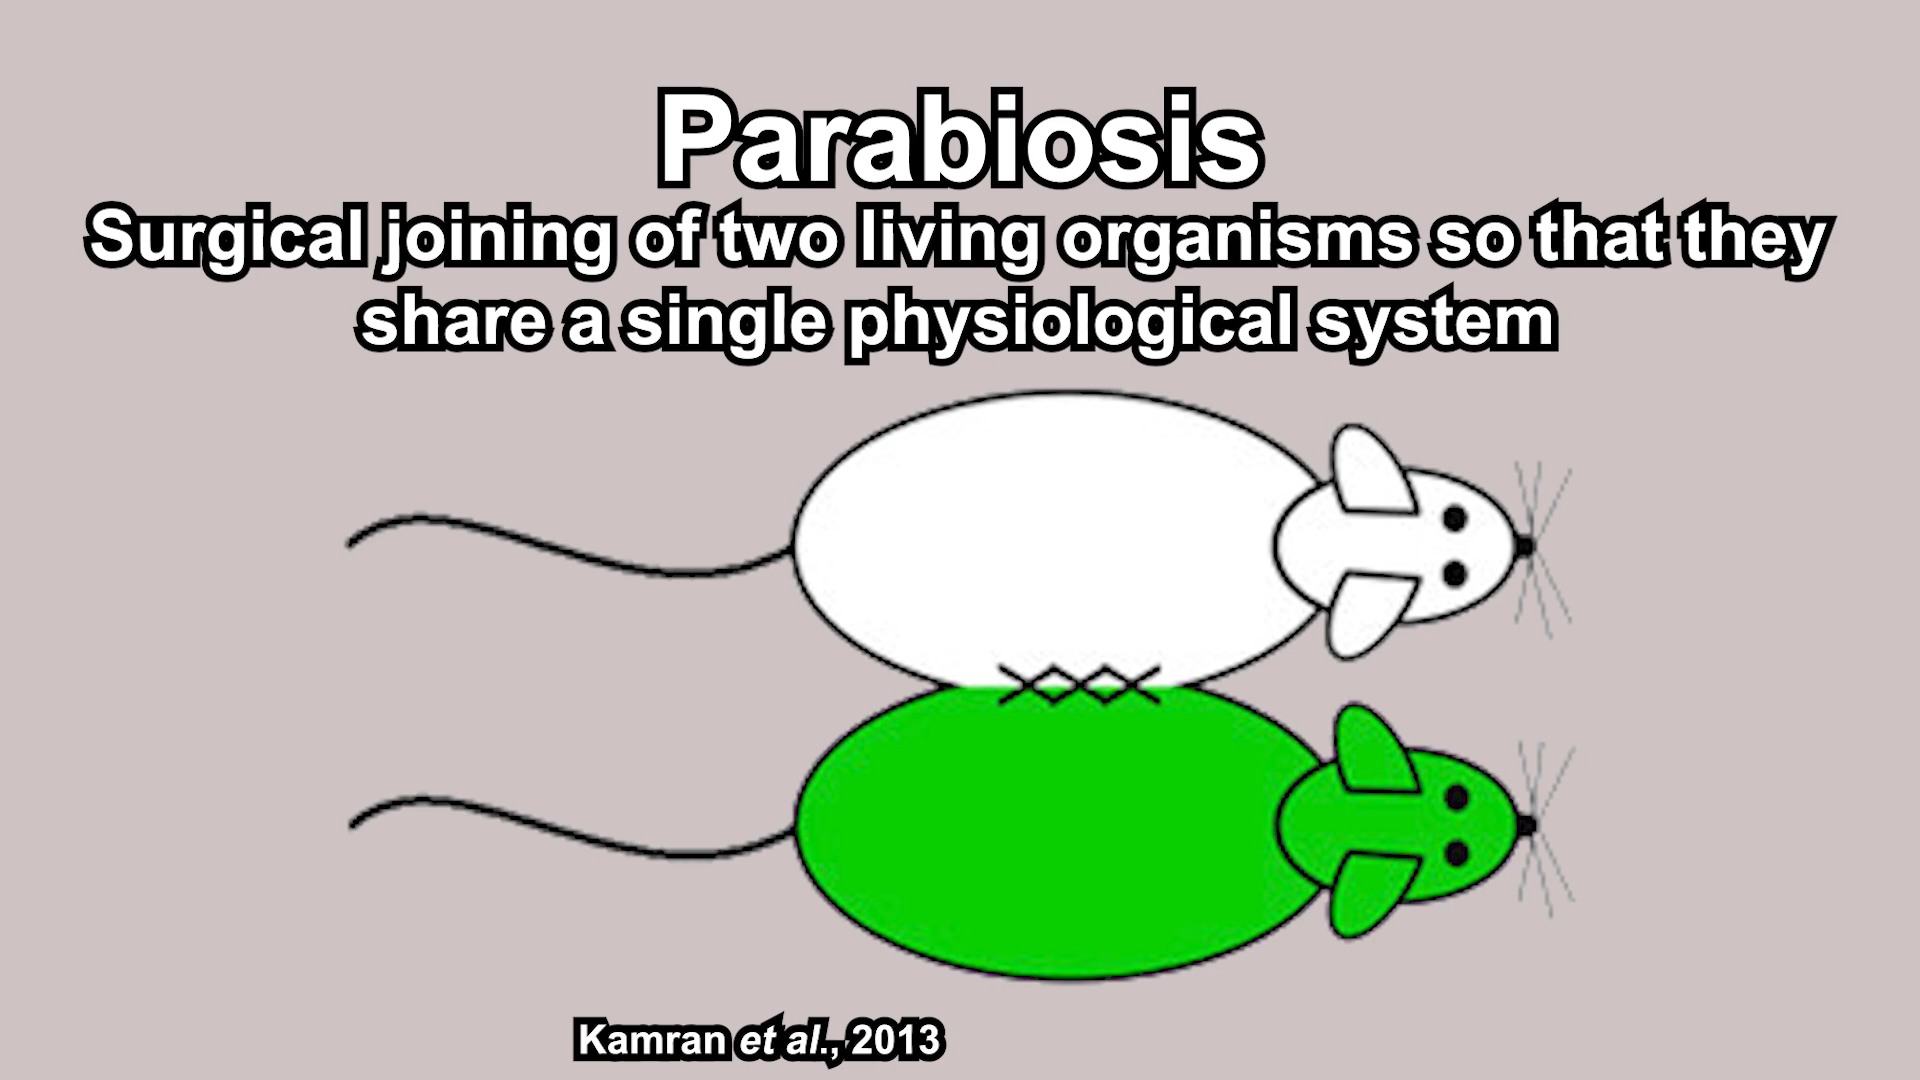 Parabiosis
Surgical joining of two living organisms so that they
share a single physiological system
Kamran et al., 2013